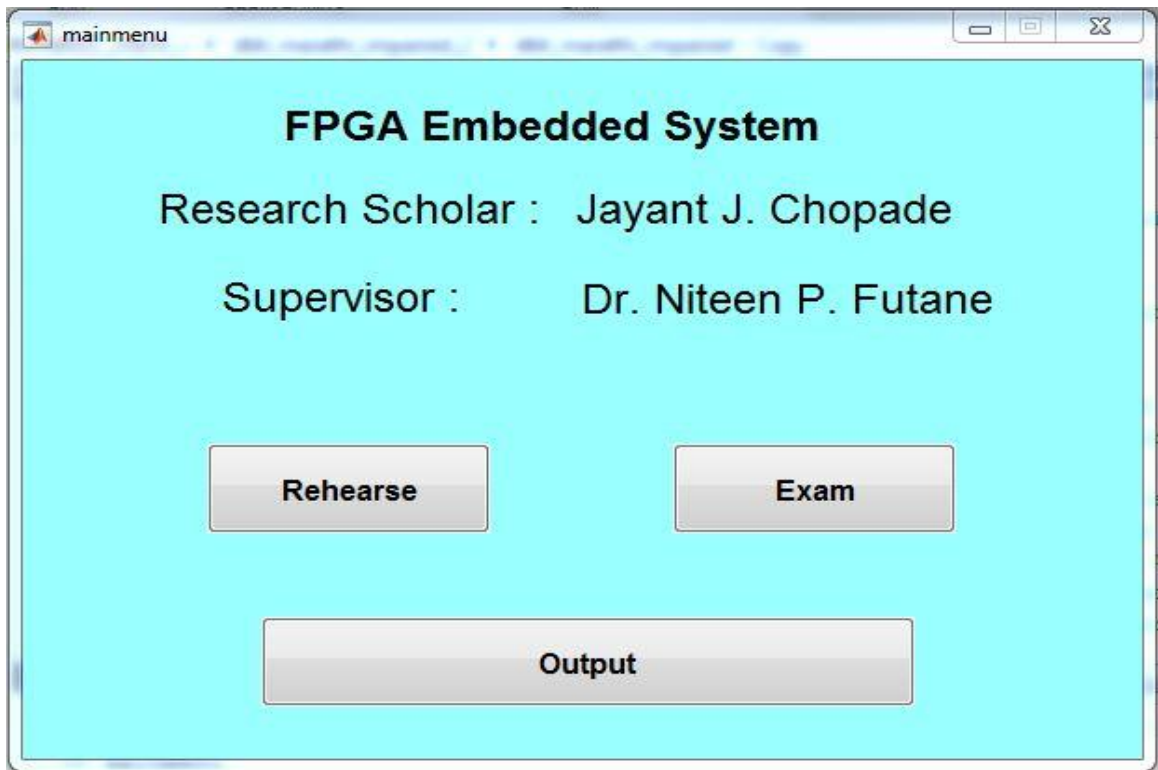 mainmenu
FPGA Embedded System
Research Scholar : Jayant J. Chopade
Supervisor : Dr. Niteen P. Futane
Rehearse Exam
Output